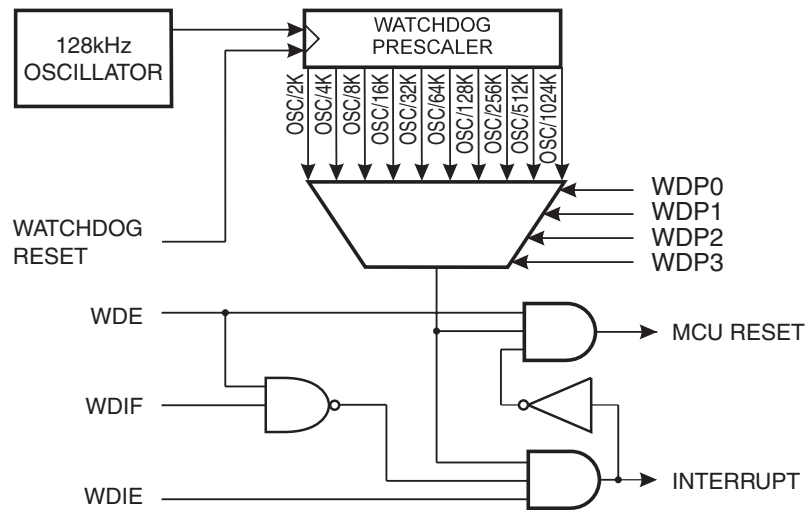 128kHz
OSCILLATOR
WATCHDOG
PRESCALER
OSC/2K
OSC/4K
OSC/8K
OSC/16K
OSC/32K
OSC/64K
OSC/128K
OSC/256K
OSC/512K
OSC/1024K
WDP0
WDP1
WDP2
WDP3
WATCHDOG
RESET
WDE
MCU RESET
WDIF
INTERRUPT
WDIE